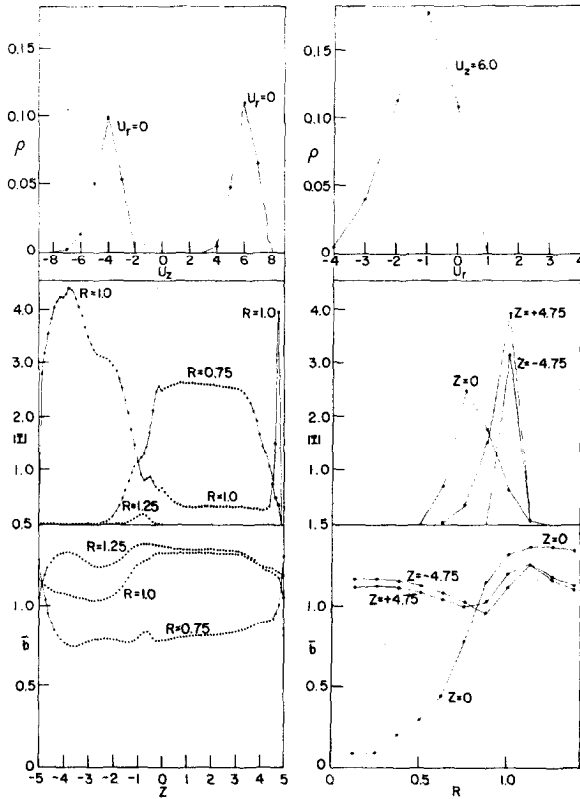 0.15
0.10
ρ
0.05
0
U_r=0
U_r=0
-8 -6 -4 -2 0 2 4 6 8
U_z
0.15
0.10
ρ
0.05
0
U_z=6.0
-4 -3 -2 -1 0 1 2 3 4
U_r
4.0
3.0
2.0
|I|
1.0
0.5
R=1.0
R=1.0
R=0.75
R=1.0
R=1.25
4.0
3.0
2.0
|I|
1.0
1.5
Z=+4.75
Z=-4.75
Z=0
1.0
b̄
0.5
0
R=1.25
R=1.0
R=0.75
-5 -4 -3 -2 -1 0 1 2 3 4 5
Z
1.0
b̄
0.5
0
Z=0
Z=-4.75
Z=+4.75
Z=0
0 0.5 1.0
R